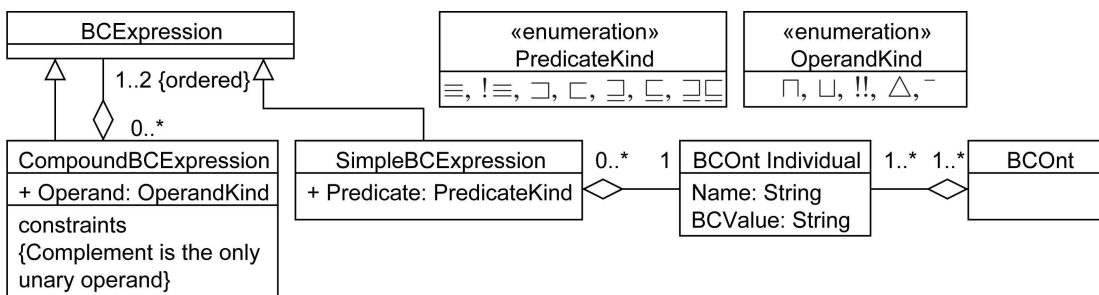 BCExpression
1..2 {ordered}
0..*
«enumeration»
PredicateKind
≡, !≡, ⊐, ⊏, ⊒, ⊑, ⊒⊑
«enumeration»
OperandKind
⊓, ⊔, !!, △, ¯
CompoundBCExpression
+ Operand: OperandKind
constraints
{Complement is the only
unary operand}
SimpleBCExpression
+ Predicate: PredicateKind
0..*
1
BCOnt Individual
Name: String
BCValue: String
1..*
1..*
BCOnt